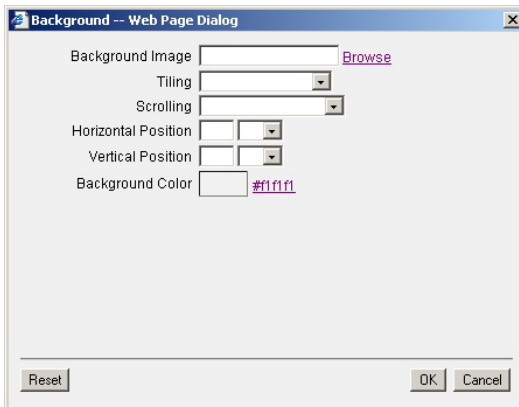 Background -- Web Page Dialog
Background Image Browse
Tiling
Scrolling
Horizontal Position
Vertical Position
Background Color #f1f1f1
Reset OK Cancel